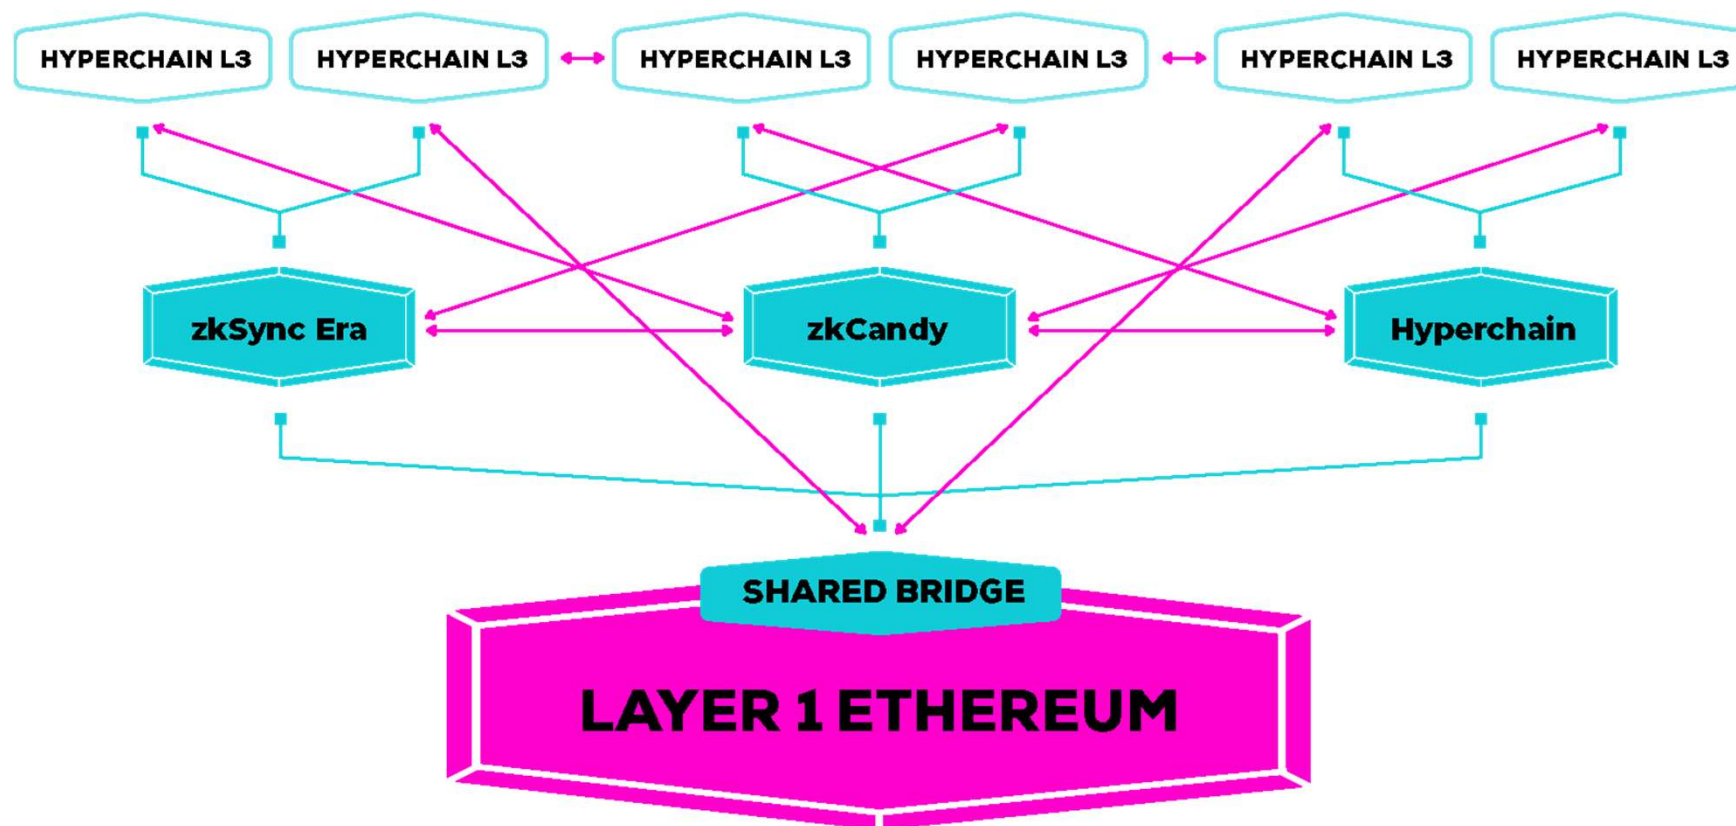 HYPERCHAIN L3
HYPERCHAIN L3
HYPERCHAIN L3
HYPERCHAIN L3
HYPERCHAIN L3
HYPERCHAIN L3
zkSync Era
zkCandy
Hyperchain
SHARED BRIDGE
LAYER 1 ETHEREUM